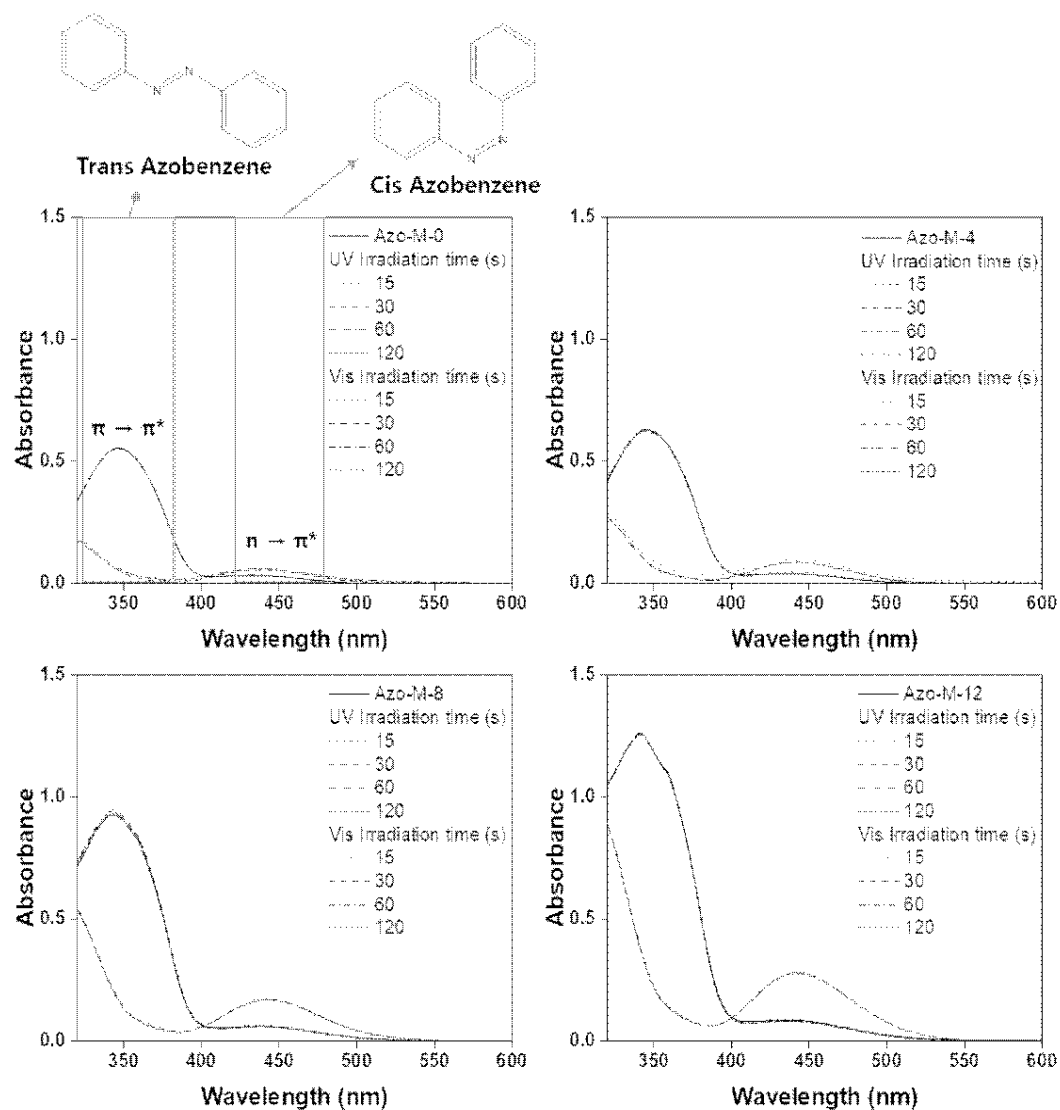 N N
N N
Trans Azobenzene
Cis Azobenzene
1.5
1.0
0.5
0.0
Absorbance
Azo-M-0
UV Irradiation time (s)
15
30
60
120
Vis Irradiation time (s)
15
30
60
120
π → π*
n → π*
350 400 450 500 550 600
Wavelength (nm)
1.5
1.0
0.5
0.0
Absorbance
Azo-M-4
UV Irradiation time (s)
15
30
60
120
Vis Irradiation time (s)
15
30
60
120
350 400 450 500 550 600
Wavelength (nm)
1.5
1.0
0.5
0.0
Absorbance
Azo-M-8
UV Irradiation time (s)
15
30
60
120
Vis Irradiation time (s)
15
30
60
120
350 400 450 500 550 600
Wavelength (nm)
1.5
1.0
0.5
0.0
Absorbance
Azo-M-12
UV Irradiation time (s)
15
30
60
120
Vis Irradiation time (s)
15
30
60
120
350 400 450 500 550 600
Wavelength (nm)